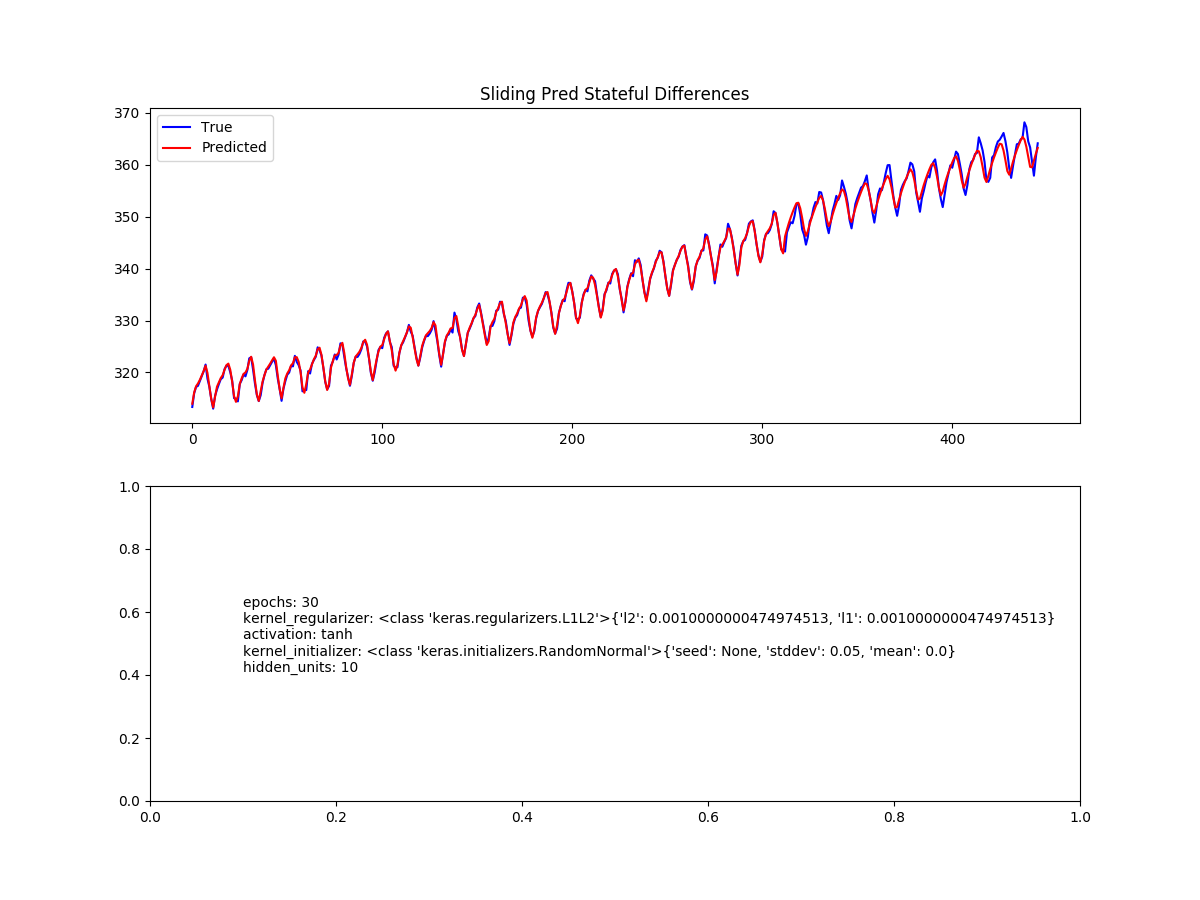 Sliding Pred Stateful Differences
370
360
350
340
330
320
True
Predicted
0 100 200 300 400
1.0
0.8
0.6
0.4
0.2
0.0
epochs: 30
kernel_regularizer: <class 'keras.regularizers.L1L2'>{'l2': 0.0010000000474974513, 'l1': 0.0010000000474974513}
activation: tanh
kernel_initializer: <class 'keras.initializers.RandomNormal'>{'seed': None, 'stddev': 0.05, 'mean': 0.0}
hidden_units: 10
0.0 0.2 0.4 0.6 0.8 1.0